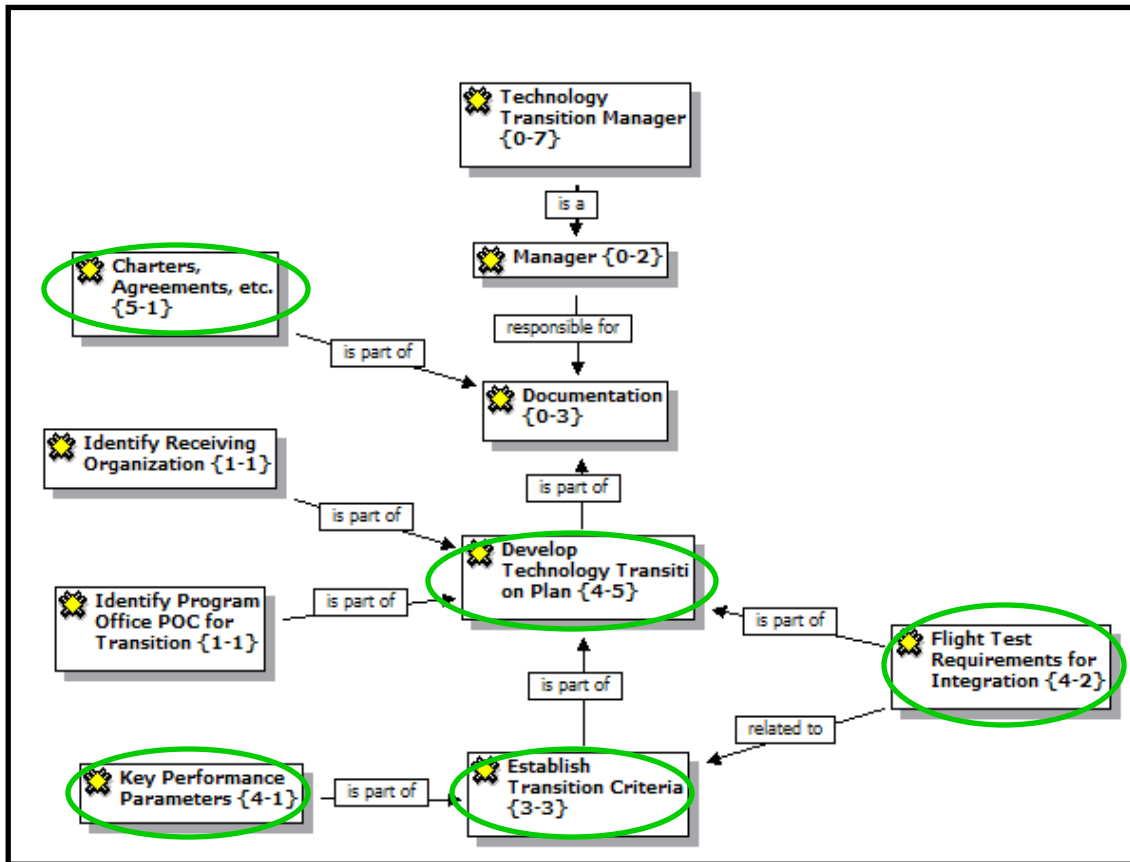 Technology
Transition Manager
{0-7}
is a
Manager {0-2}
Charters,
Agreements, etc.
{5-1}
responsible for
is part of
Documentation
{0-3}
Identify Receiving
Organization {1-1}
is part of
is part of
Develop
Technology Transiti
on Plan {4-5}
Identify Program
Office POC for
Transition {1-1}
is part of
is part of
Flight Test
Requirements for
Integration {4-2}
is part of
related to
Key Performance
Parameters {4-1}
is part of
Establish
Transition Criteria
{3-3}